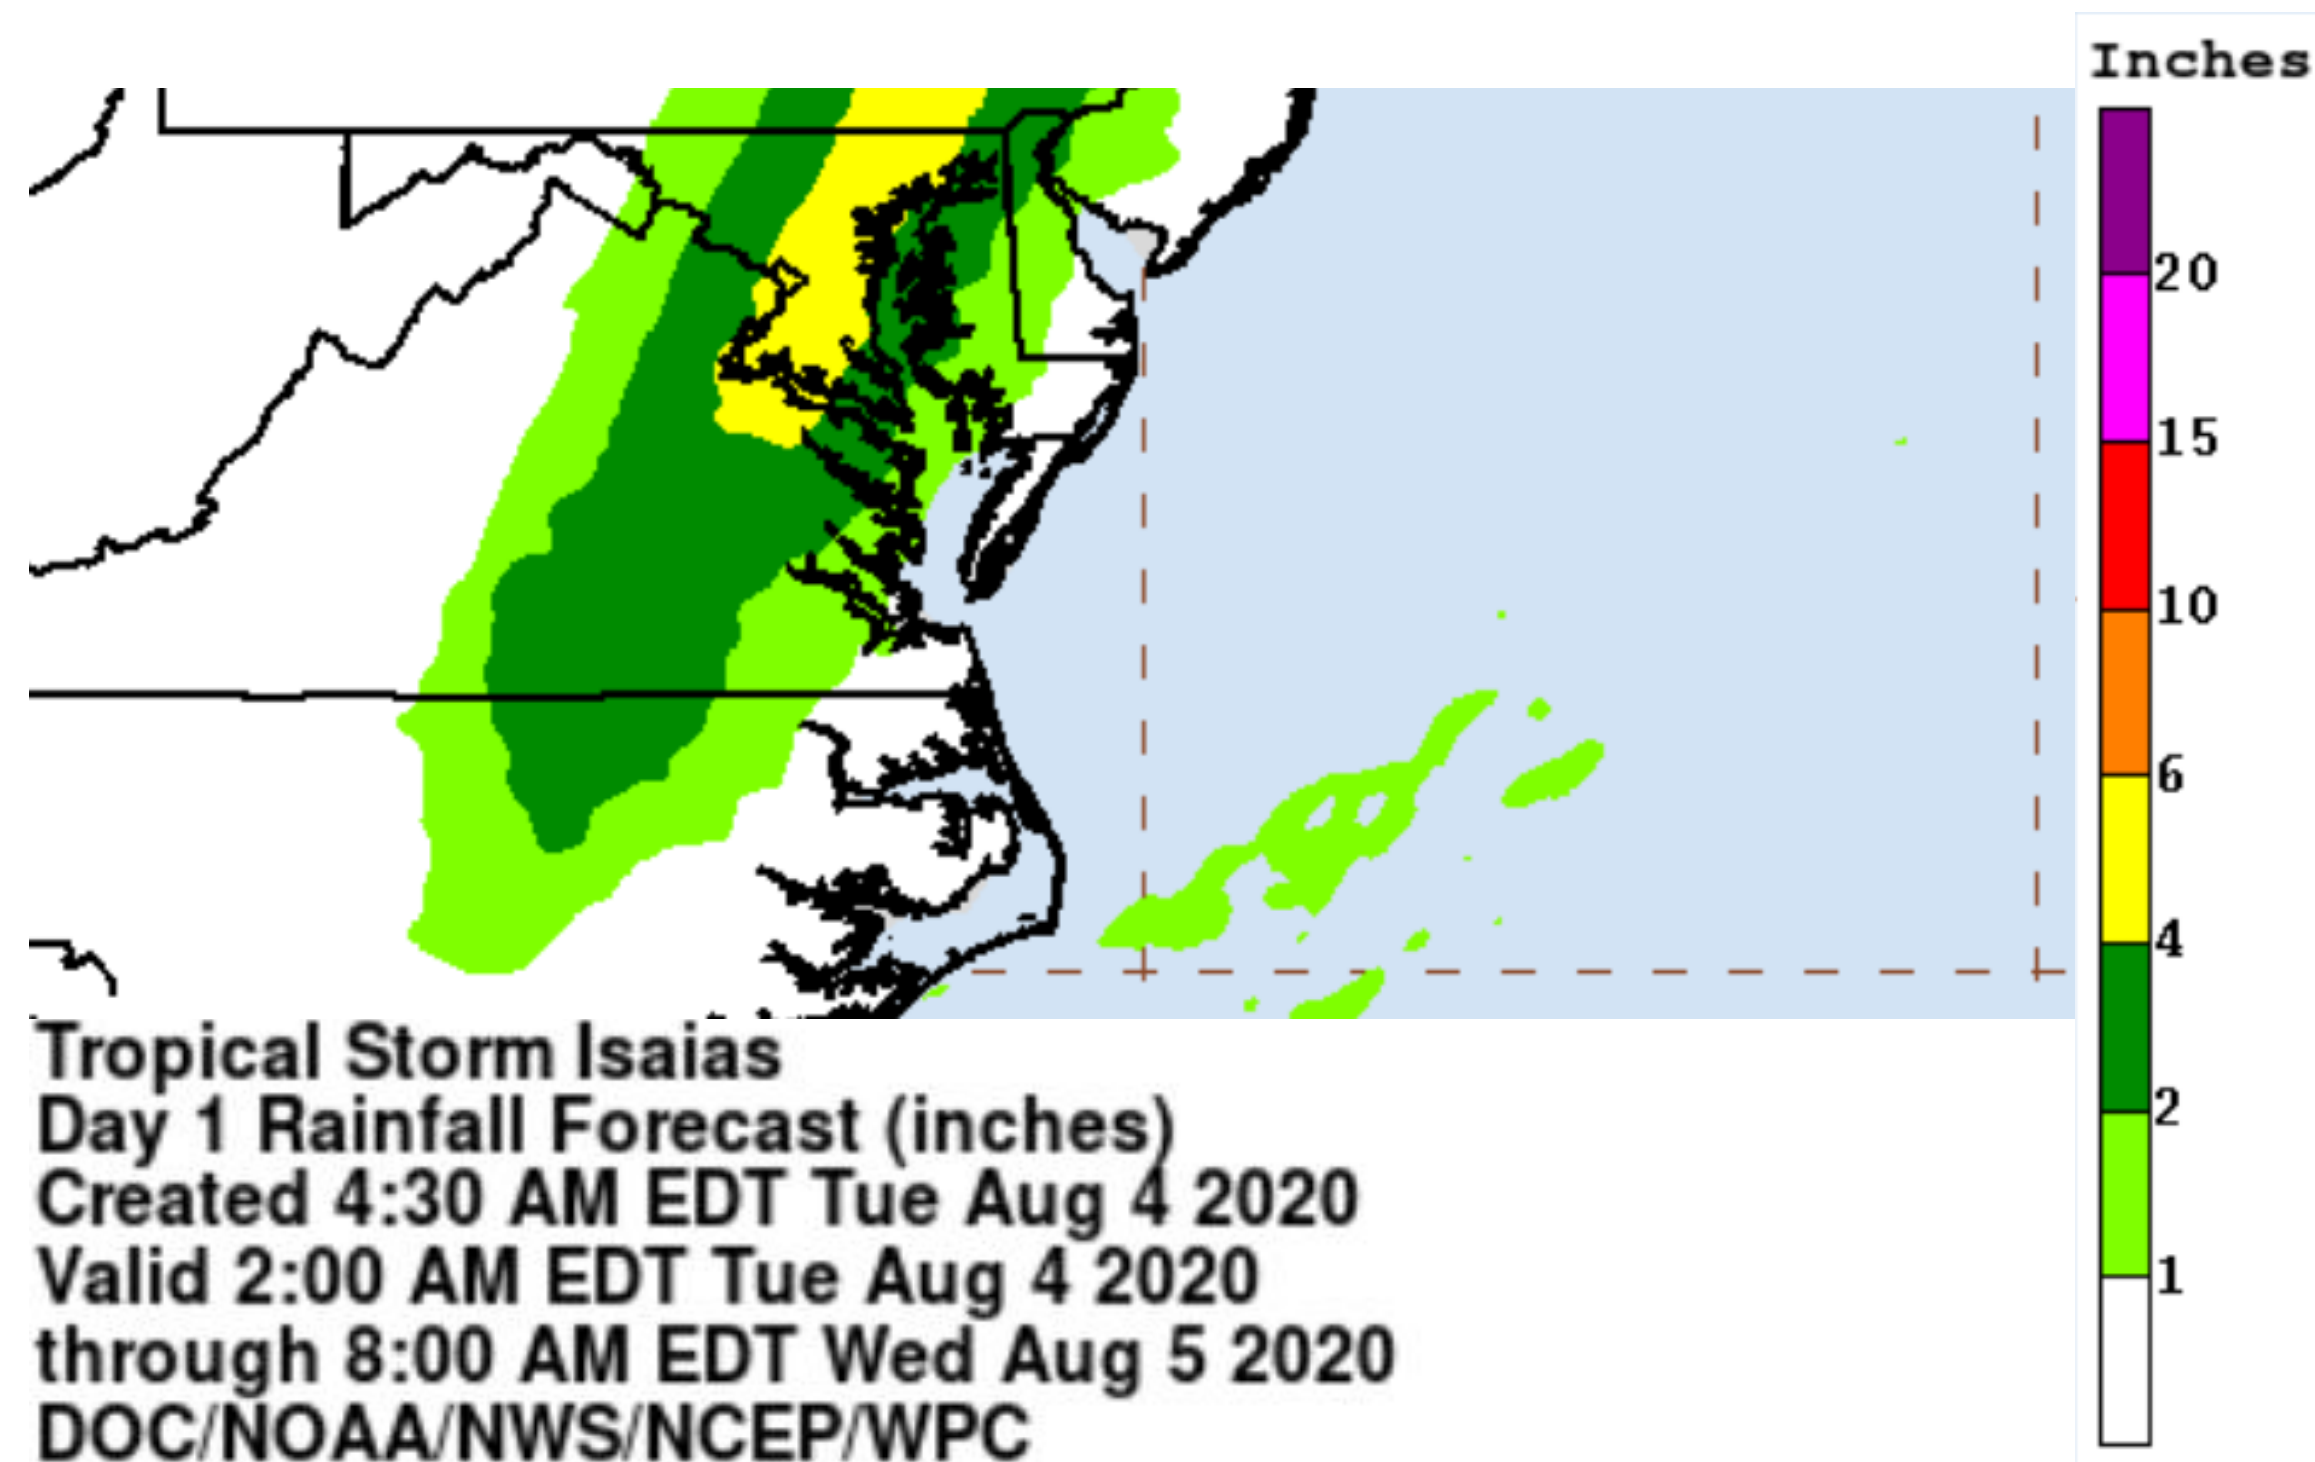 Inches
20
15
10
6
4
2
1
Tropical Storm Isaias
Day 1 Rainfall Forecast (inches)
Created 4:30 AM EDT Tue Aug 4 2020
Valid 2:00 AM EDT Tue Aug 4 2020
through 8:00 AM EDT Wed Aug 5 2020
DOC/NOAA/NWS/NCEP/WPC